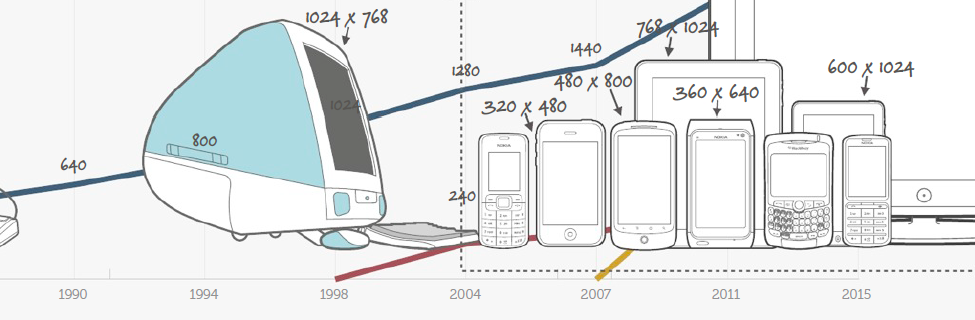 1024 x 768
768 x 1024
1440
1280
480 x 800
600 x 1024
360 x 640
320 x 480
1024
800
640
240
NOKIA
NOKIA
BlackBerry
NOKIA
1990
1994
1998
2004
2007
2011
2015